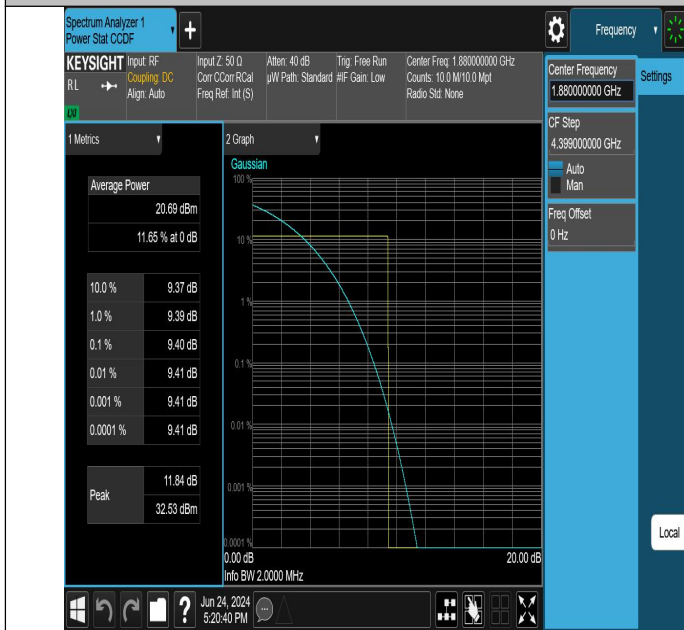 Spectrum Analyzer 1
Power Stat CCDF
+
Frequency
KEYSIGHT Input: RF Input Z: 50 Ω Atten: 40 dB Trig: Free Run Center Freq: 1.880000000 GHz
RL Coupling: DC Corr CCorr RCal µW Path: Standard #IF Gain: Low Counts: 10.0 M/10.0 Mpt
Align: Auto Freq Ref: Int (S) Radio Std: None
LXI
Center Frequency
1.880000000 GHz
Settings
CF Step
4.399000000 GHz
Auto
Man
Freq Offset
0 Hz
1 Metrics
2 Graph
Average Power
20.69 dBm
11.65 % at 0 dB
10.0 % 9.37 dB
1.0 % 9.39 dB
0.1 % 9.40 dB
0.01 % 9.41 dB
0.001 % 9.41 dB
0.0001 % 9.41 dB
Peak 11.84 dB
32.53 dBm
Gaussian
100 %
10 %
1 %
0.1 %
0.01 %
0.001 %
0.0001 %
0.00 dB 20.00 dB
Info BW 2.0000 MHz
Local
? Jun 24, 2024
5:20:40 PM